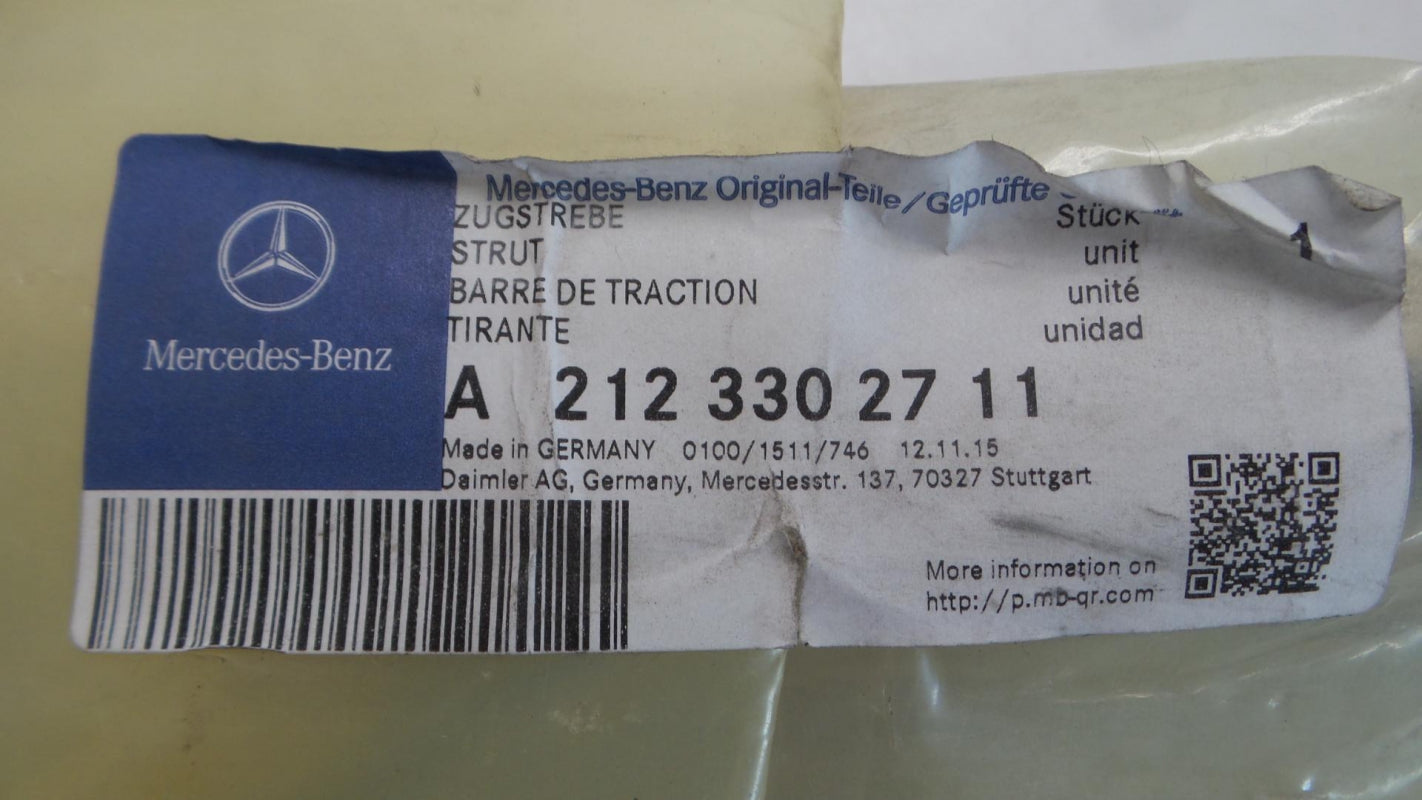 Mercedes-Benz Original-Teile/Geprüfte
Mercedes-Benz
ZUGSTREBE Stück 1
STRUT unit
BARRE DE TRACTION unité
TIRANTE unidad
A 212 330 27 11
Made in GERMANY 0100/1511/746 12.11.15
Daimler AG, Germany, Mercedesstr. 137, 70327 Stuttgart
More information on
http://p.mb-qr.com